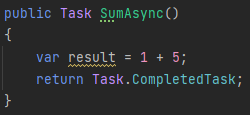 public Task SumAsync()
{
    var result = 1 + 5;
    return Task.CompletedTask;
}